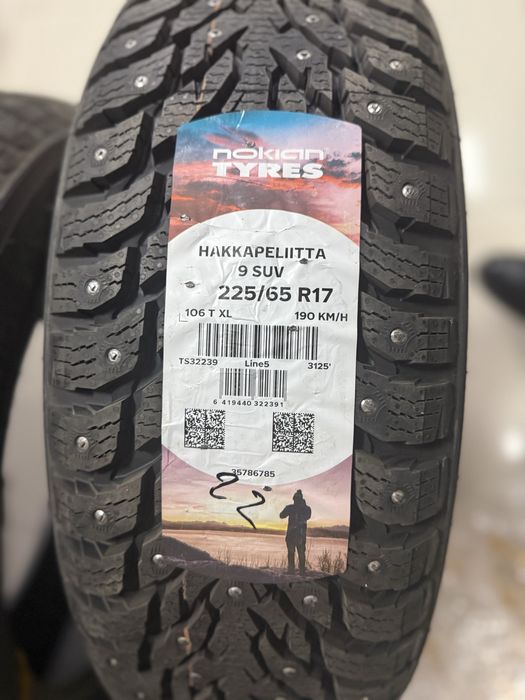 nokian
TYRES
HAKKAPELIITTA
9 SUV
225/65 R17
106 T XL 190 KM/H
TS32239 Line5 3125'
6 419440 322391
35786785
22